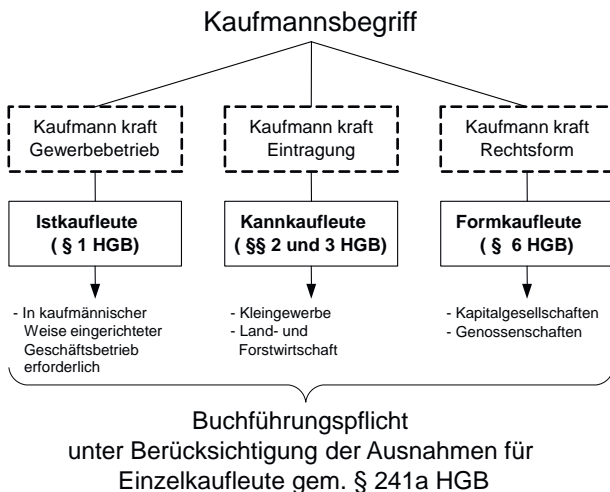 Kaufmannsbegriff
Kaufmann kraft
Gewerbebetrieb
Kaufmann kraft
Eintragung
Kaufmann kraft
Rechtsform
Istkaufleute
( § 1 HGB)
Kannkaufleute
( §§ 2 und 3 HGB)
Formkaufleute
( § 6 HGB)
- In kaufmännischer
Weise eingerichteter
Geschäftsbetrieb
erforderlich
- Kleingewerbe
- Land- und
Forstwirtschaft
- Kapitalgesellschaften
- Genossenschaften
Buchführungspflicht
unter Berücksichtigung der Ausnahmen für
Einzelkaufleute gem. § 241a HGB